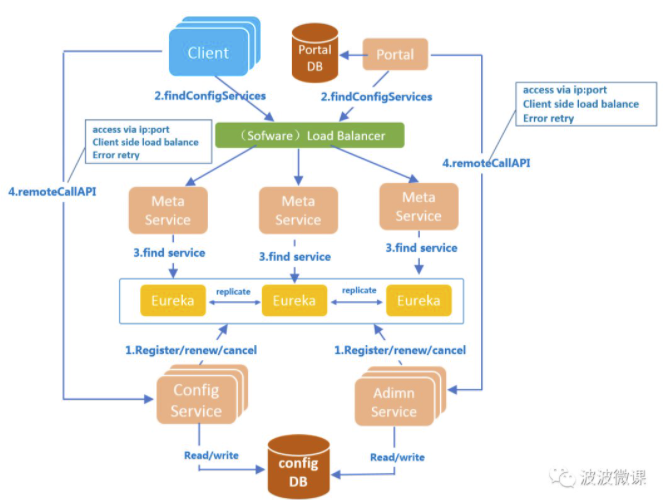 Client
Portal
DB
Portal
2.findConfigServices
2.findConfigServices
access via ip:port
Client side load balance
Error retry
（Sofware）Load Balancer
access via ip:port
Client side load balance
Error retry
4.remoteCallAPI
4.remoteCallAPI
Meta
Service
Meta
Service
Meta
Service
3.find service
3.find service
3.find service
Eureka
replicate
Eureka
replicate
Eureka
1.Register/renew/cancel
1.Register/renew/cancel
Config
Service
Adimn
Service
Read/write
config
DB
Read/write
波波微课